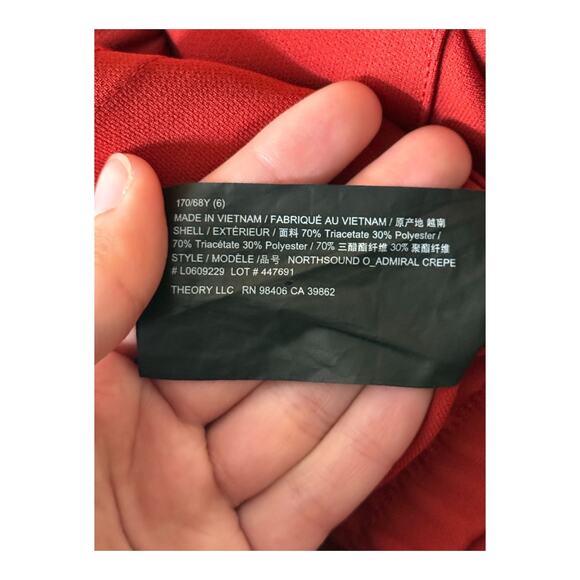 170/68Y (6)
MADE IN VIETNAM / FABRIQUÉ AU VIETNAM / 原产地 越南
SHELL / EXTÉRIEUR / 面料 70% Triacetate 30% Polyester /
70% Triacétate 30% Polyester / 70% 三醋酯纤维 30% 聚酯纤维
STYLE / MODÈLE /品号 NORTHSOUND O_ADMIRAL CREPE
# L0609229 LOT # 447691
THEORY LLC RN 98406 CA 39862